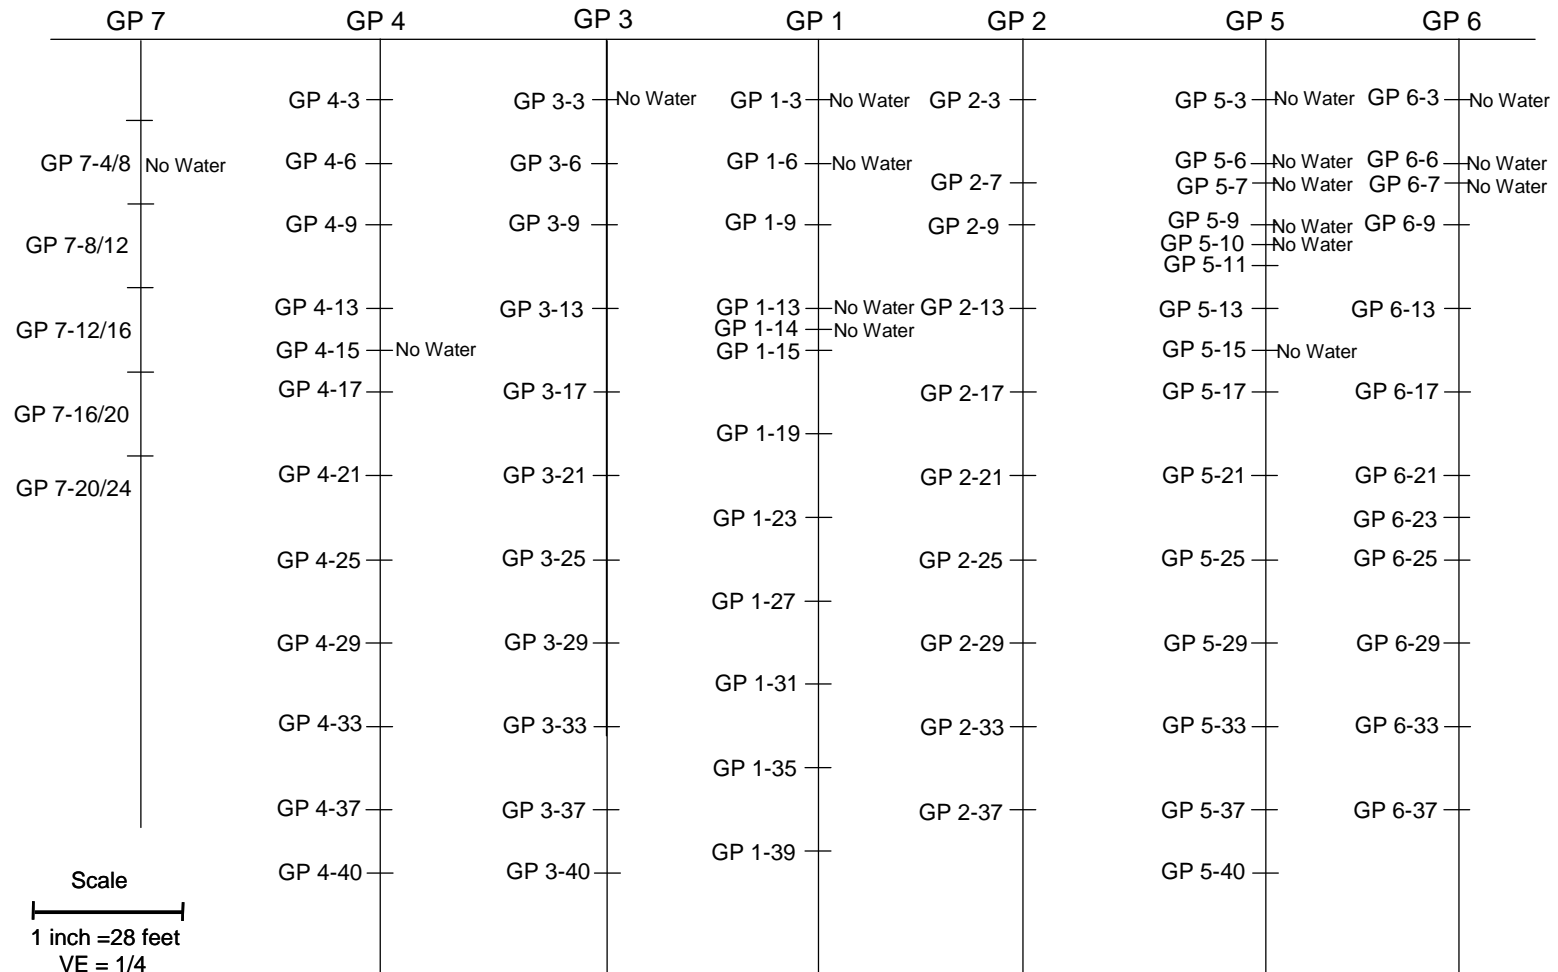 GP 7
GP 4
GP 3
GP 1
GP 2
GP 5
GP 6
GP 7-4/8 No Water
GP 7-8/12
GP 7-12/16
GP 7-16/20
GP 7-20/24
GP 4-3
GP 4-6
GP 4-9
GP 4-13
GP 4-15 No Water
GP 4-17
GP 4-21
GP 4-25
GP 4-29
GP 4-33
GP 4-37
GP 4-40
GP 3-3 No Water
GP 3-6
GP 3-9
GP 3-13
GP 3-17
GP 3-21
GP 3-25
GP 3-29
GP 3-33
GP 3-37
GP 3-40
GP 1-3 No Water
GP 1-6 No Water
GP 1-9
GP 1-13 No Water
GP 1-14 No Water
GP 1-15
GP 1-19
GP 1-23
GP 1-27
GP 1-31
GP 1-35
GP 1-39
GP 2-3
GP 2-7
GP 2-9
GP 2-13
GP 2-17
GP 2-21
GP 2-25
GP 2-29
GP 2-33
GP 2-37
GP 5-3 No Water
GP 5-6 No Water
GP 5-7 No Water
GP 5-9 No Water
GP 5-10 No Water
GP 5-11
GP 5-13
GP 5-15 No Water
GP 5-17
GP 5-21
GP 5-25
GP 5-29
GP 5-33
GP 5-37
GP 5-40
GP 6-3 No Water
GP 6-6 No Water
GP 6-7 No Water
GP 6-9
GP 6-13
GP 6-17
GP 6-21
GP 6-23
GP 6-25
GP 6-29
GP 6-33
GP 6-37
Scale
1 inch =28 feet
VE = 1/4